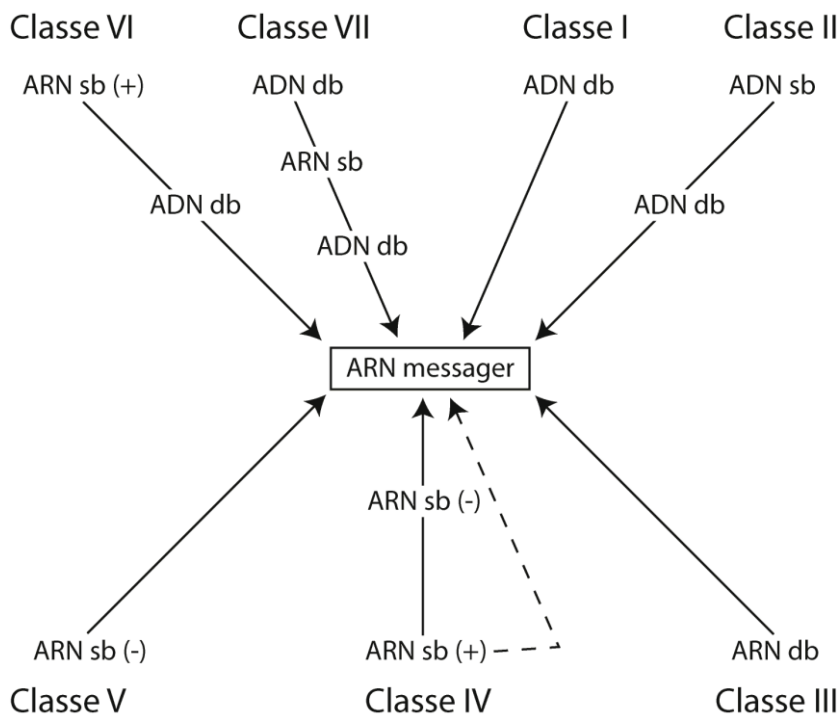 Classe VI
Classe VII
Classe I
Classe II
ARN sb (+)
ADN db
ADN db
ADN sb
ARN sb
ADN db
ADN db
ADN db
ARN messager
ARN sb (-)
ARN sb (-)
ARN sb (+)
ARN db
Classe V
Classe IV
Classe III